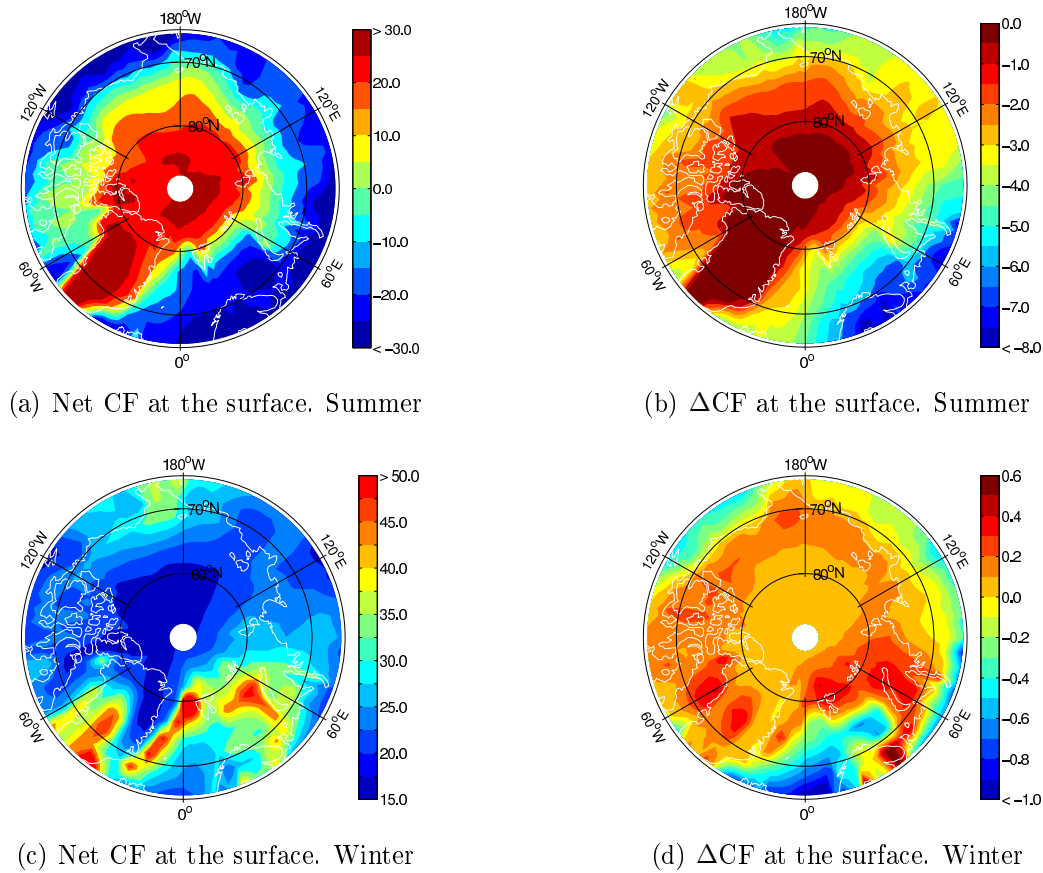 180°W
70°N
80°N
120°W
120°E
60°W
60°E
0°
> 30.0
20.0
10.0
0.0
−10.0
−20.0
< −30.0
(a) Net CF at the surface. Summer
180°W
70°N
80°N
120°W
120°E
60°W
60°E
0°
0.0
−1.0
−2.0
−3.0
−4.0
−5.0
−6.0
−7.0
< −8.0
(b) ΔCF at the surface. Summer
180°W
70°N
80°N
120°W
120°E
60°W
60°E
0°
> 50.0
45.0
40.0
35.0
30.0
25.0
20.0
15.0
(c) Net CF at the surface. Winter
180°W
70°N
80°N
120°W
120°E
60°W
60°E
0°
0.6
0.4
0.2
0.0
−0.2
−0.4
−0.6
−0.8
< −1.0
(d) ΔCF at the surface. Winter